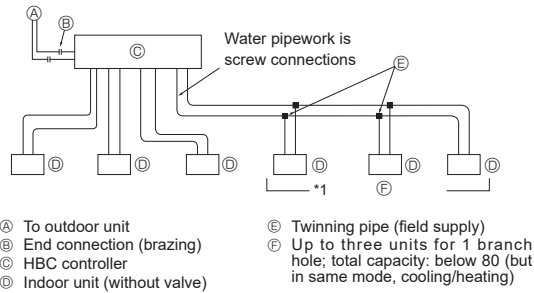 Ⓐ
Ⓑ
Ⓒ
Water pipework is
screw connections
Ⓔ
Ⓓ Ⓓ Ⓓ Ⓓ Ⓓ Ⓓ
*1
Ⓕ
Ⓐ To outdoor unit
Ⓑ End connection (brazing)
Ⓒ HBC controller
Ⓓ Indoor unit (without valve)
Ⓔ Twinning pipe (field supply)
Ⓕ Up to three units for 1 branch
hole; total capacity: below 80 (but
in same mode, cooling/heating)